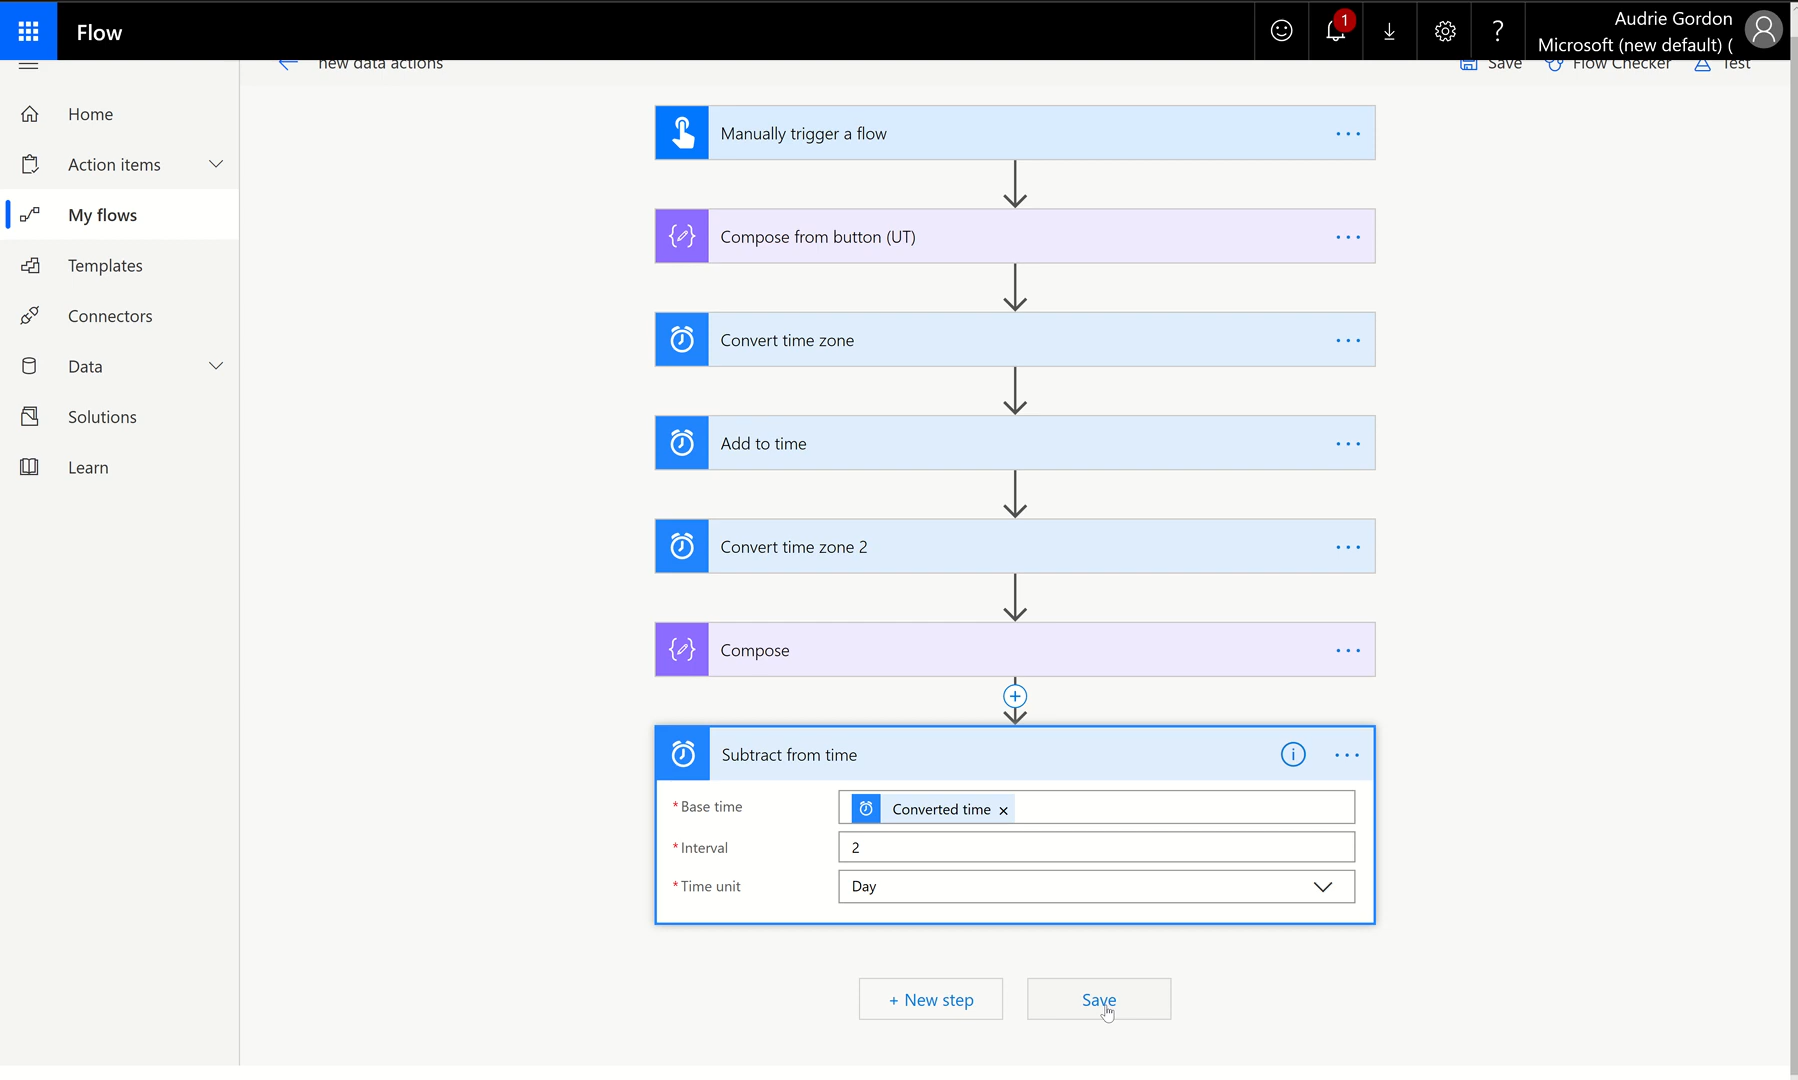 Flow
1
?
Audrie Gordon
Microsoft (new default) (
new data actions
Save
Flow Checker
Test
Home
Action items
My flows
Templates
Connectors
Data
Solutions
Learn
Manually trigger a flow
Compose from button (UT)
Convert time zone
Add to time
Convert time zone 2
Compose
Subtract from time
* Base time
Converted time ×
* Interval
2
* Time unit
Day
+ New step
Save